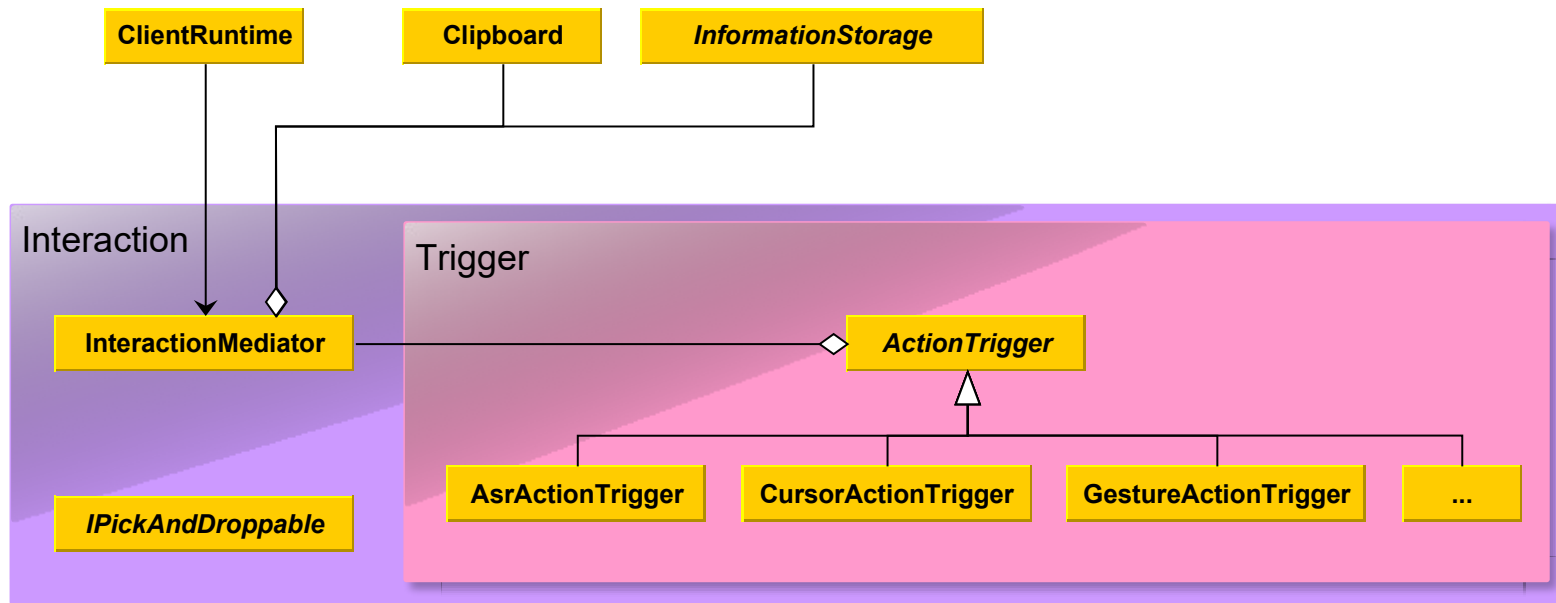 ClientRuntime
Clipboard
InformationStorage
Interaction
Trigger
InteractionMediator
ActionTrigger
AsrActionTrigger
CursorActionTrigger
GestureActionTrigger
...
IPickAndDroppable